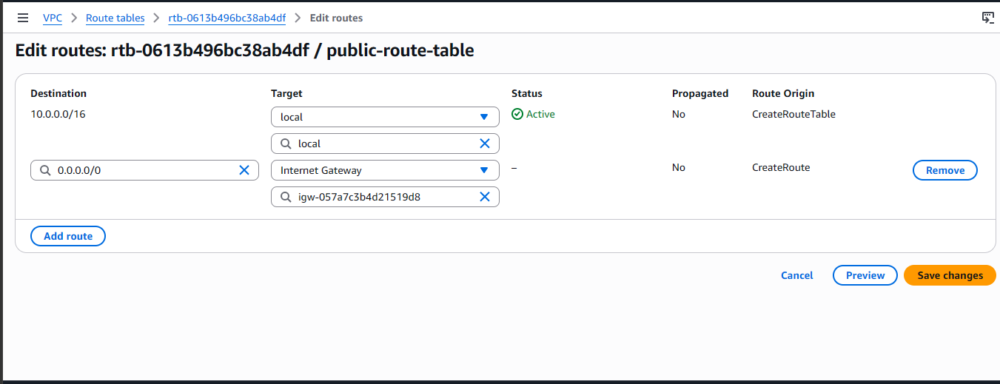 VPC > Route tables > rtb-0613b496bc38ab4df > Edit routes
Edit routes: rtb-0613b496bc38ab4df / public-route-table
Destination Target Status Propagated Route Origin
10.0.0.0/16 local Active No CreateRouteTable
local
0.0.0.0/0 Internet Gateway – No CreateRoute Remove
igw-057a7c3b4d21519d8
Add route
Cancel Preview Save changes